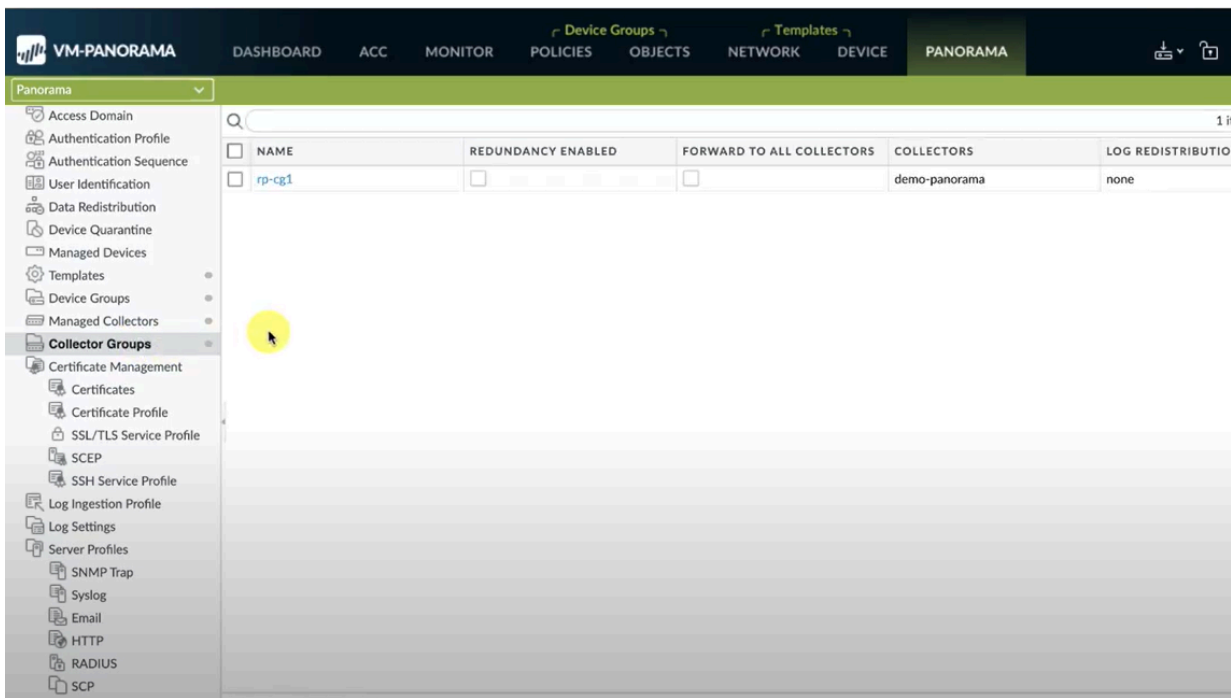 Device Groups
Templates
VM-PANORAMA
DASHBOARD
ACC
MONITOR
POLICIES
OBJECTS
NETWORK
DEVICE
PANORAMA
Panorama
Access Domain
Authentication Profile
Authentication Sequence
User Identification
Data Redistribution
Device Quarantine
Managed Devices
Templates
Device Groups
Managed Collectors
Collector Groups
Certificate Management
Certificates
Certificate Profile
SSL/TLS Service Profile
SCEP
SSH Service Profile
Log Ingestion Profile
Log Settings
Server Profiles
SNMP Trap
Syslog
Email
HTTP
RADIUS
SCP
1 it
NAME
REDUNDANCY ENABLED
FORWARD TO ALL COLLECTORS
COLLECTORS
LOG REDISTRIBUTIO
rp-cg1
demo-panorama
none